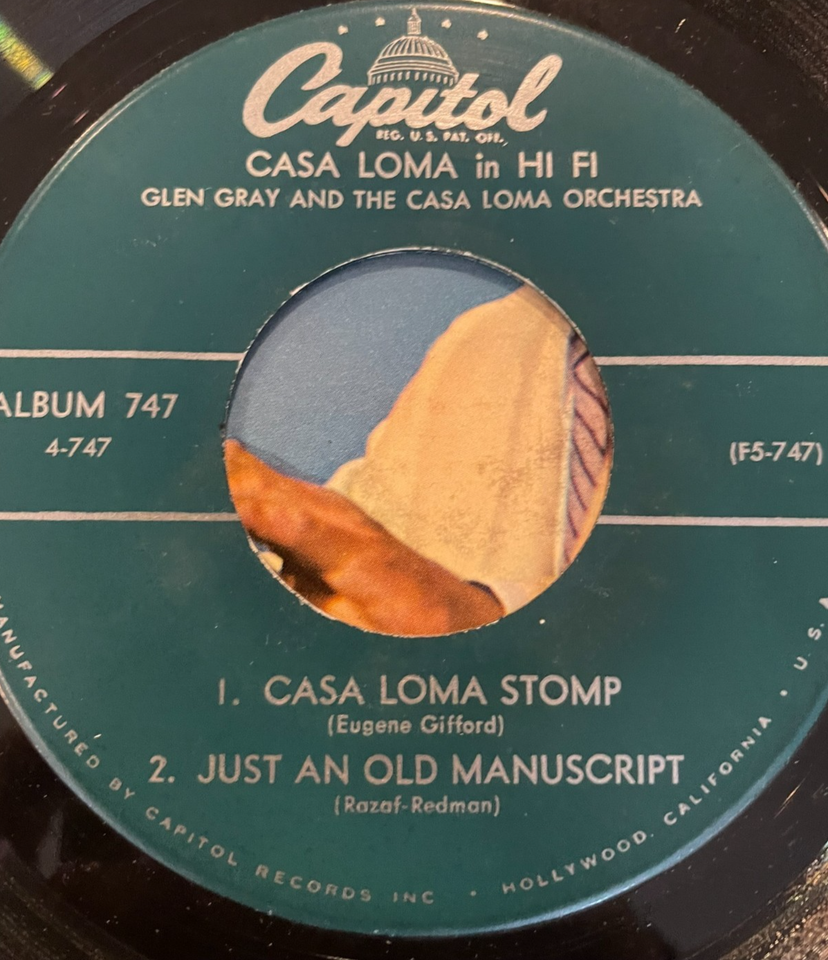 Capitol
REG. U.S. PAT. OFF.
CASA LOMA in HI FI
GLEN GRAY AND THE CASA LOMA ORCHESTRA
ALBUM 747
4-747
(F5-747)
1. CASA LOMA STOMP
(Eugene Gifford)
2. JUST AN OLD MANUSCRIPT
(Razaf-Redman)
MANUFACTURED BY CAPITOL RECORDS INC • HOLLYWOOD. CALIFORNIA • U.S.A